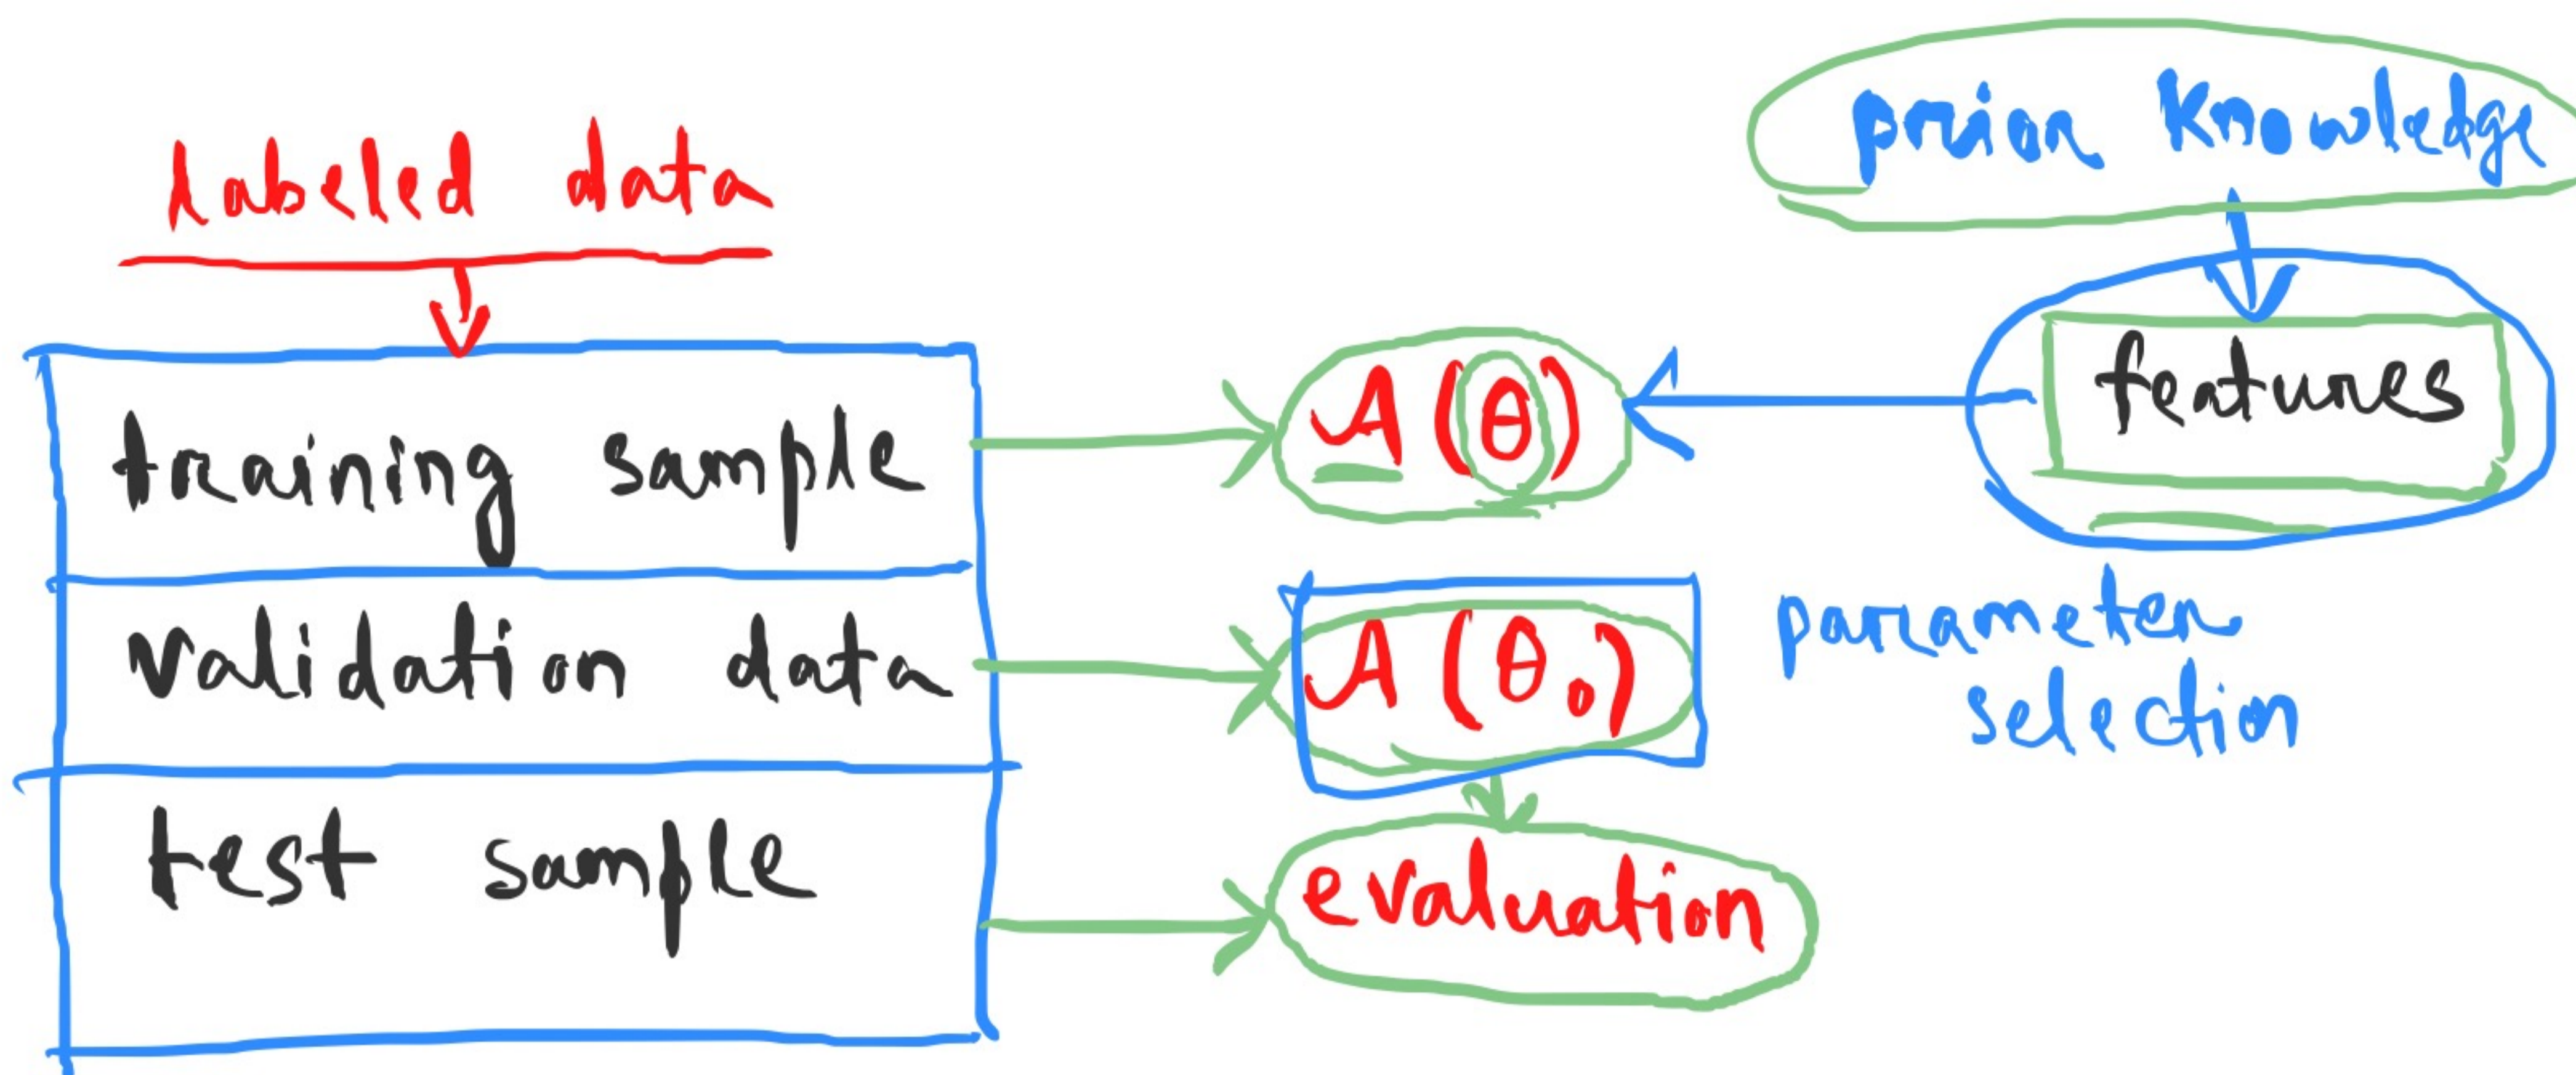 labeled data
training sample
validation data
test sample
A(θ)
A(θ₀)
evaluation
prior knowledge
features
parameter
selection